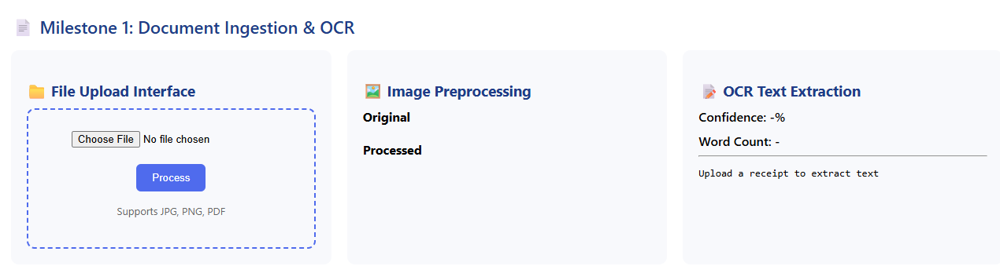 Milestone 1: Document Ingestion & OCR
File Upload Interface
Choose File No file chosen
Process
Supports JPG, PNG, PDF
Image Preprocessing
Original
Processed
OCR Text Extraction
Confidence: -%
Word Count: -
Upload a receipt to extract text